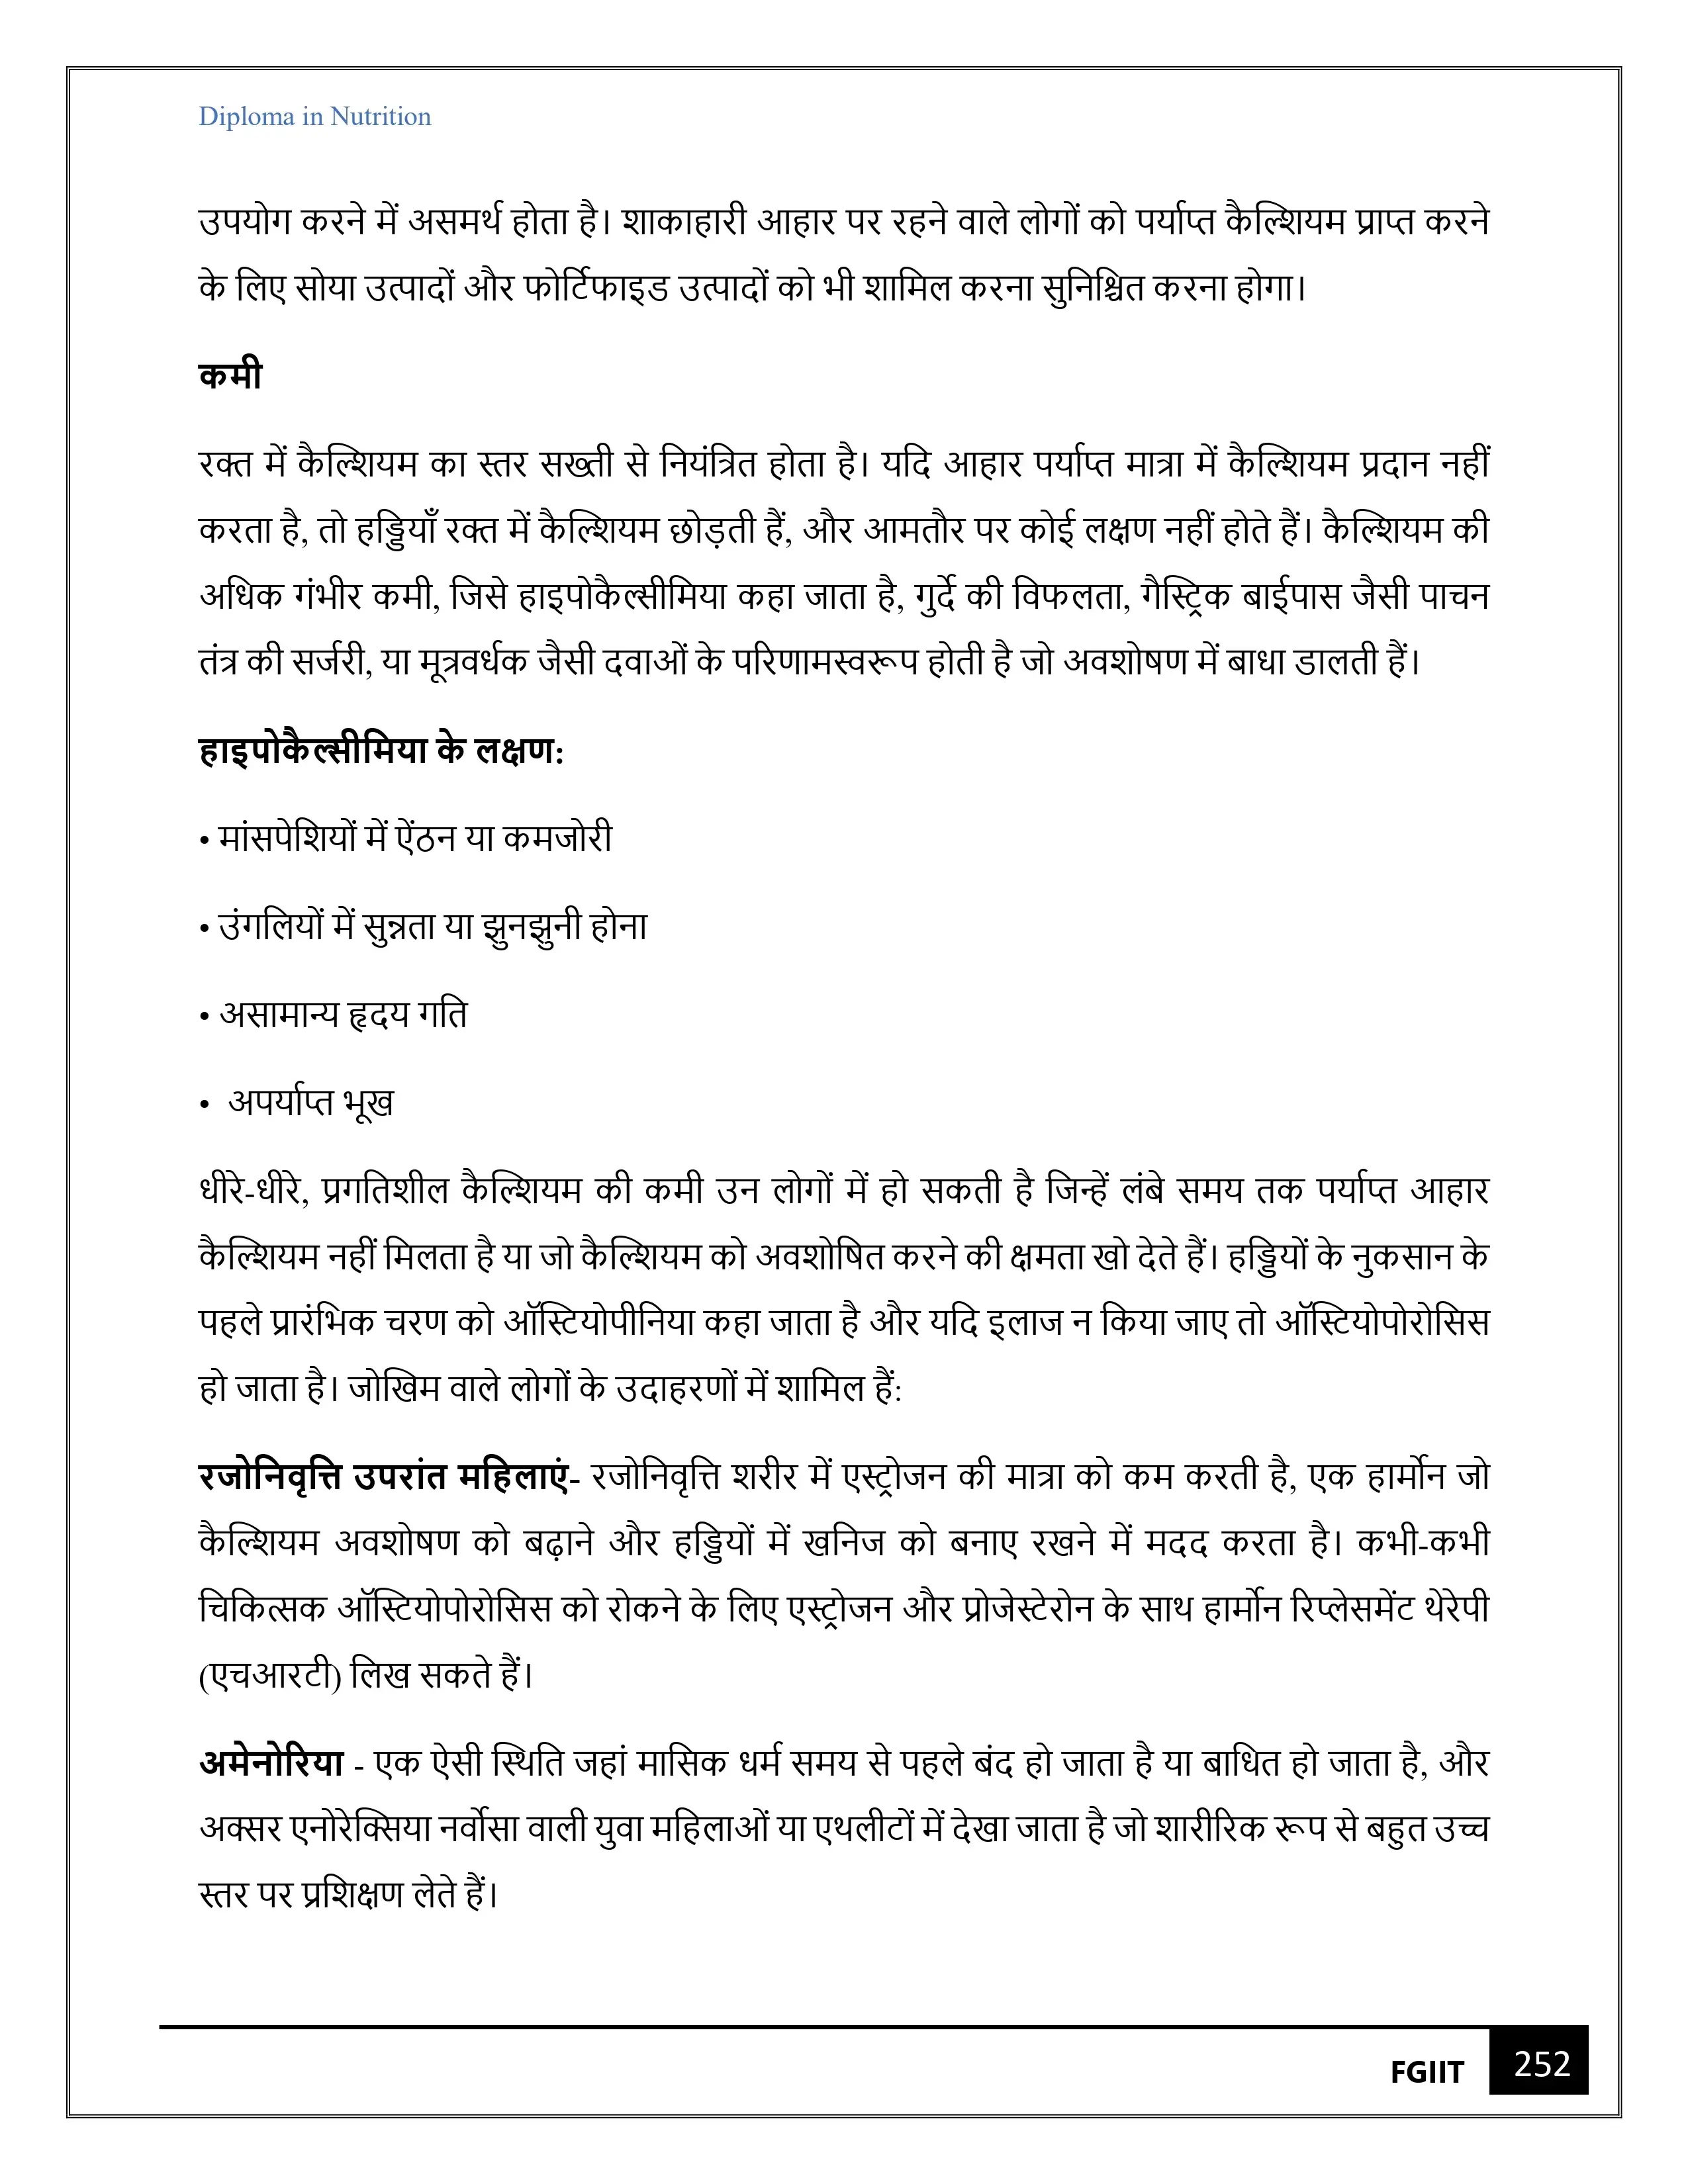 Diploma in Nutrition
उपयोग करने में असमर्थ होता है। शाकाहारी आहार पर रहने वाले लोगों को पर्याप्त कैल्शियम प्राप्त करने
के लिए सोया उत्पादों और फोर्टिफाइड उत्पादों को भी शामिल करना सुनिश्चित करना होगा।
कमी
रक्त में कैल्शियम का स्तर सख्ती से नियंत्रित होता है। यदि आहार पर्याप्त मात्रा में कैल्शियम प्रदान नहीं
करता है, तो हड्डियाँ रक्त में कैल्शियम छोड़ती हैं, और आमतौर पर कोई लक्षण नहीं होते हैं। कैल्शियम की
अधिक गंभीर कमी, जिसे हाइपोकैल्सीमिया कहा जाता है, गुर्दे की विफलता, गैस्ट्रिक बाईपास जैसी पाचन
तंत्र की सर्जरी, या मूत्रवर्धक जैसी दवाओं के परिणामस्वरूप होती है जो अवशोषण में बाधा डालती हैं।
हाइपोकैल्सीमिया के लक्षण:
• मांसपेशियों में ऐंठन या कमजोरी
• उंगलियों में सुन्नता या झुनझुनी होना
• असामान्य हृदय गति
• अपर्याप्त भूख
धीरे-धीरे, प्रगतिशील कैल्शियम की कमी उन लोगों में हो सकती है जिन्हें लंबे समय तक पर्याप्त आहार
कैल्शियम नहीं मिलता है या जो कैल्शियम को अवशोषित करने की क्षमता खो देते हैं। हड्डियों के नुकसान के
पहले प्रारंभिक चरण को ऑस्टियोपीनिया कहा जाता है और यदि इलाज न किया जाए तो ऑस्टियोपोरोसिस
हो जाता है। जोखिम वाले लोगों के उदाहरणों में शामिल हैं:
रजोनिवृत्ति उपरांत महिलाएं- रजोनिवृत्ति शरीर में एस्ट्रोजन की मात्रा को कम करती है, एक हार्मोन जो
कैल्शियम अवशोषण को बढ़ाने और हड्डियों में खनिज को बनाए रखने में मदद करता है। कभी-कभी
चिकित्सक ऑस्टियोपोरोसिस को रोकने के लिए एस्ट्रोजन और प्रोजेस्टेरोन के साथ हार्मोन रिप्लेसमेंट थेरेपी
(एचआरटी) लिख सकते हैं।
अमेनोरिया - एक ऐसी स्थिति जहां मासिक धर्म समय से पहले बंद हो जाता है या बाधित हो जाता है, और
अक्सर एनोरेक्सिया नर्वोसा वाली युवा महिलाओं या एथलीटों में देखा जाता है जो शारीरिक रूप से बहुत उच्च
स्तर पर प्रशिक्षण लेते हैं।
FGIIT 252